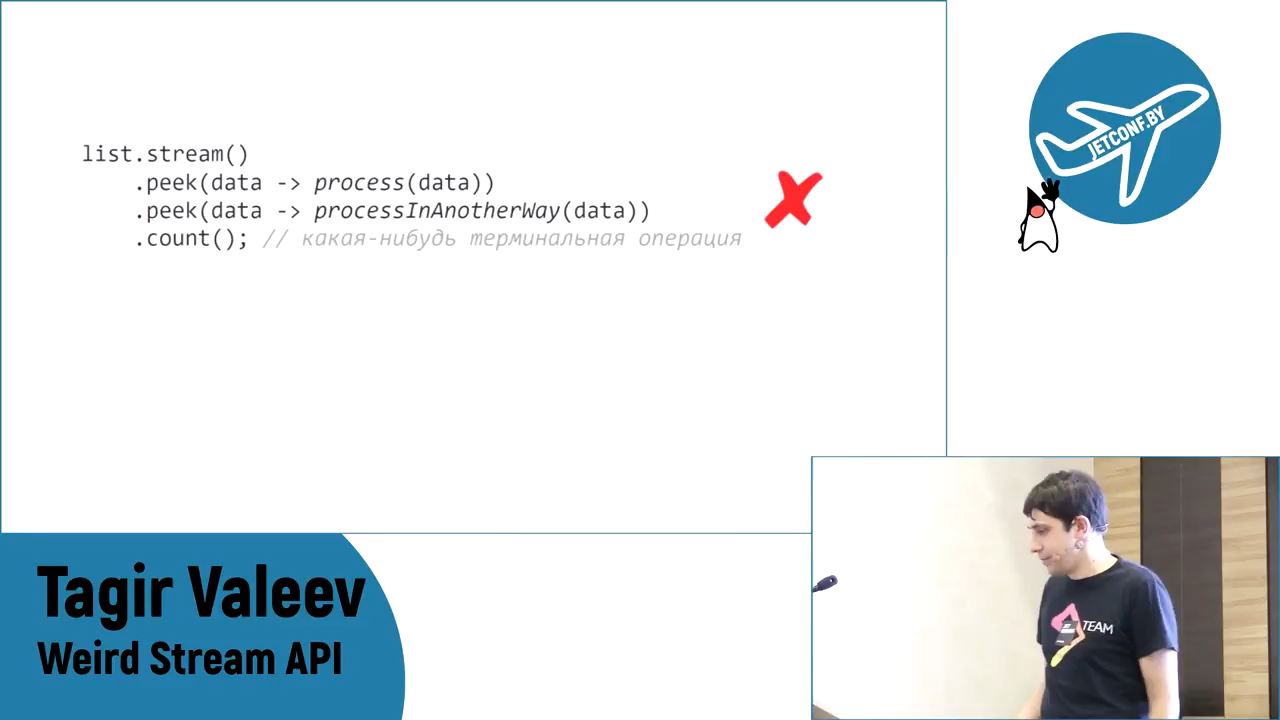 list.stream()
.peek(data -> process(data))
.peek(data -> processInAnotherWay(data))
.count(); // какая-нибудь терминальная операция
JETCONF.BY
Tagir Valeev
Weird Stream API
TEAM